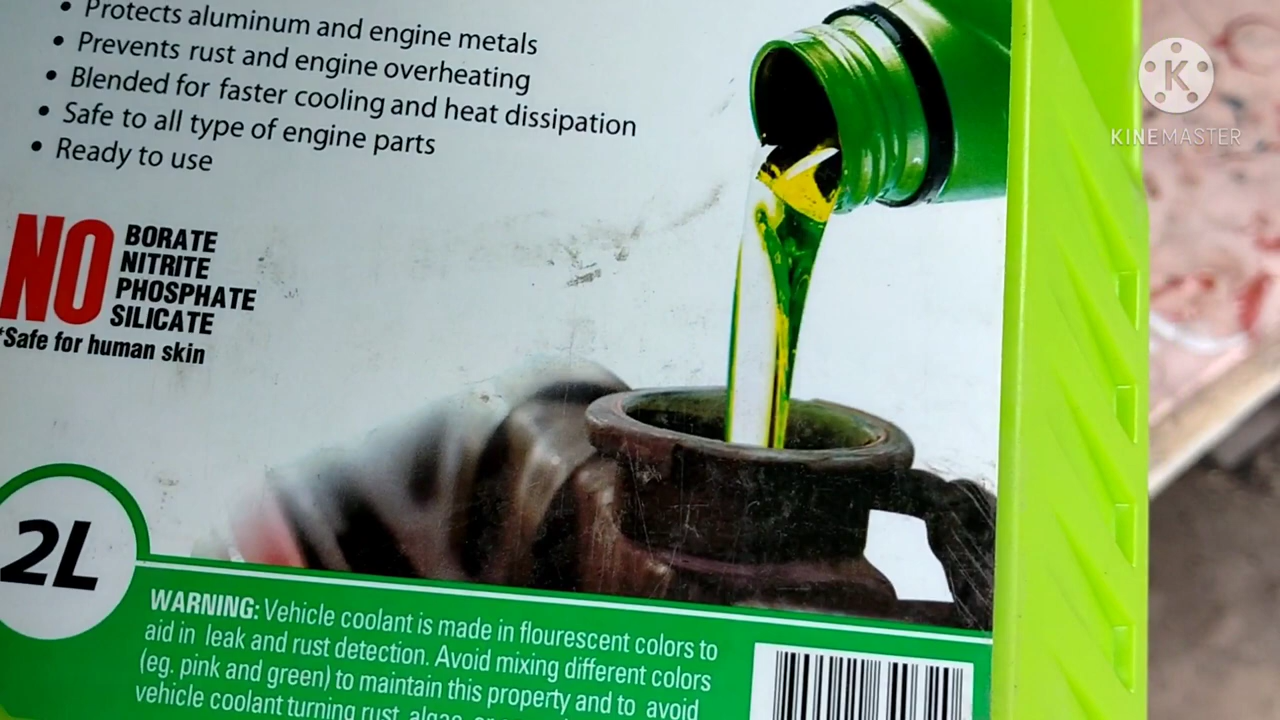 • Protects aluminum and engine metals
• Prevents rust and engine overheating
• Blended for faster cooling and heat dissipation
• Safe to all type of engine parts
• Ready to use
NO BORATE
NITRITE
PHOSPHATE
SILICATE
*Safe for human skin
2L
WARNING: Vehicle coolant is made in flourescent colors to
aid in leak and rust detection. Avoid mixing different colors
(eg. pink and green) to maintain this property and to avoid
vehicle coolant turning rust, algae,
K
KINEMASTER